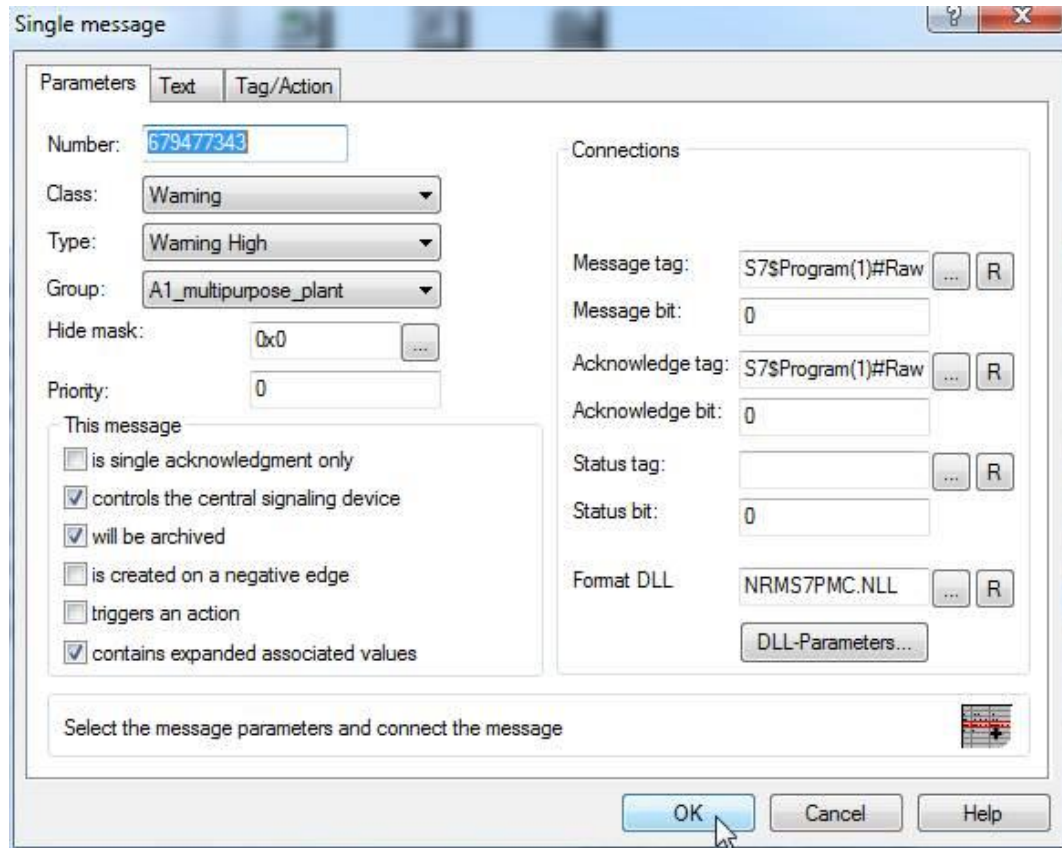 Single message
Parameters
Text
Tag/Action
Number:
679477343
Class:
Warning
Type:
Warning High
Group:
A1_multipurpose_plant
Hide mask:
0x0
...
Priority:
0
This message
is single acknowledgment only
controls the central signaling device
will be archived
is created on a negative edge
triggers an action
contains expanded associated values
Connections
Message tag:
S7$Program(1)#Raw
...
R
Message bit:
0
Acknowledge tag:
S7$Program(1)#Raw
...
R
Acknowledge bit:
0
Status tag:
...
R
Status bit:
0
Format DLL
NRMS7PMC.NLL
...
R
DLL-Parameters...
Select the message parameters and connect the message
OK
Cancel
Help